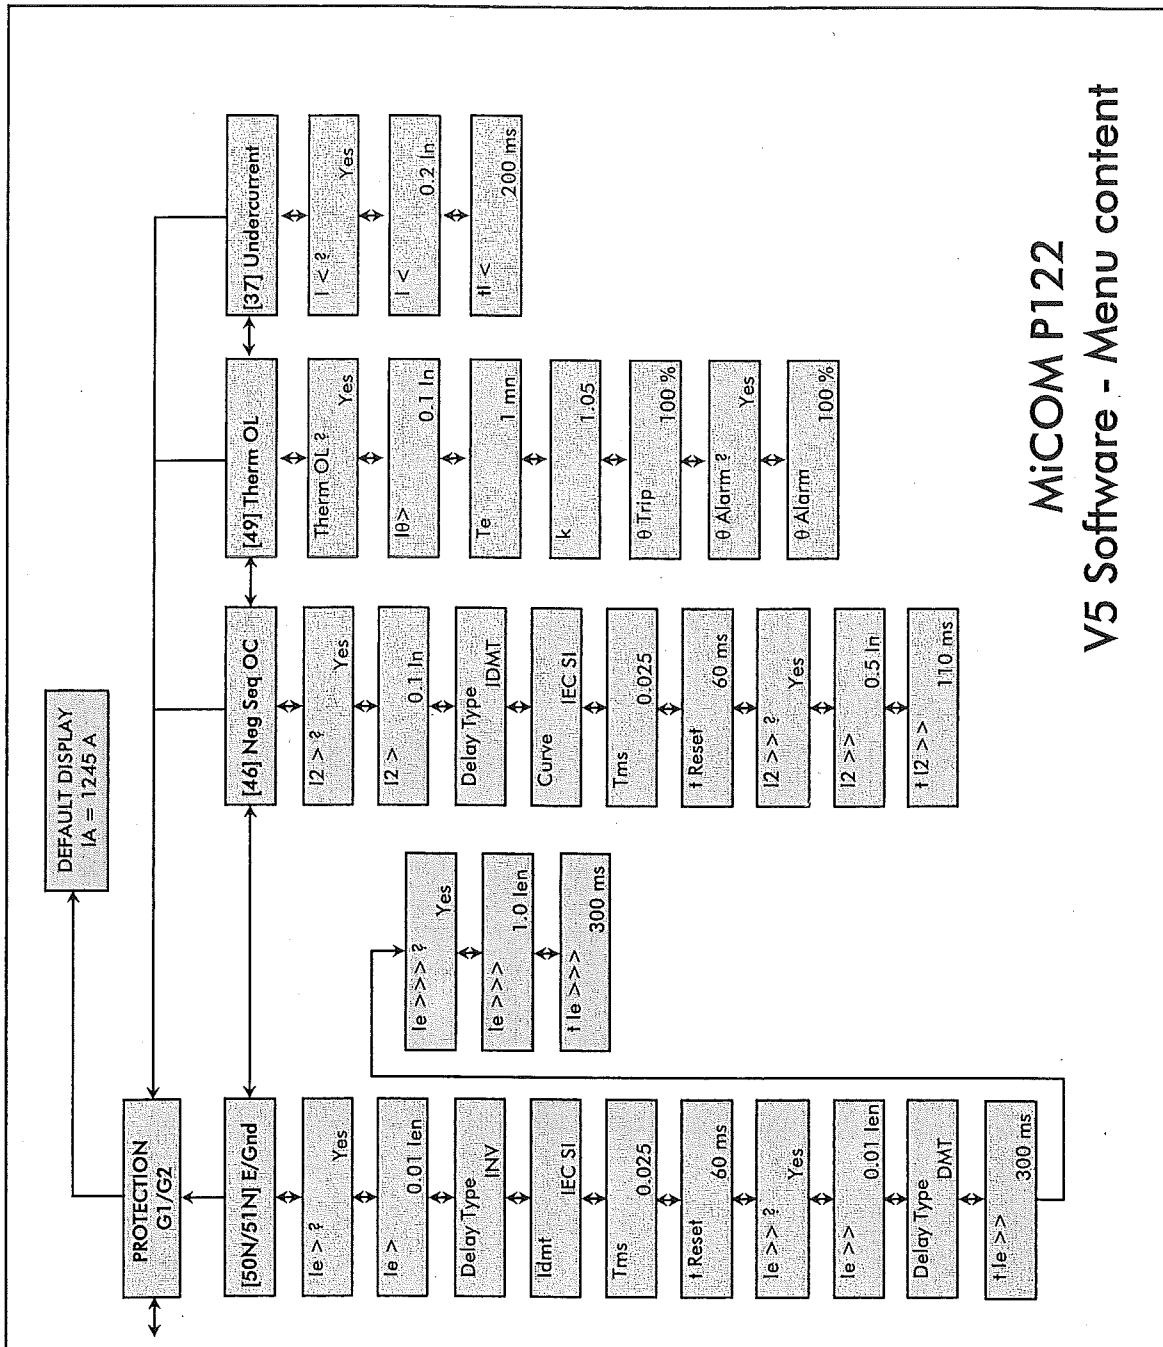 DEFAULT DISPLAY
IA = 1245 A
PROTECTION
G1/G2
[50N/51N] E/Gnd
Ie > ?
Yes
Ie >
0.01 Ien
Delay Type
INV
Idmt
IEC SI
Tms
0.025
t Reset
60 ms
Ie >> ?
Yes
Ie >>
0.01 Ien
Delay Type
DMT
t Ie >>
300 ms
Ie >>> ?
Yes
Ie >>>
1.0 Ien
t Ie >>>
300 ms
[46] Neg Seq OC
I2 > ?
Yes
I2 >
0.1 In
Delay Type
IDMT
Curve
IEC SI
Tms
0.025
t Reset
60 ms
I2 >> ?
Yes
I2 >>
0.5 In
t I2 >>
110 ms
[49] Therm OL
Therm OL ?
Yes
Iθ>
0.1 In
Te
1 mn
k
1.05
θ Trip
100 %
θ Alarm ?
Yes
θ Alarm
100 %
[37] Undercurrent
I < ?
Yes
I <
0.2 In
tI <
200 ms
MiCOM P122
V5 Software - Menu content